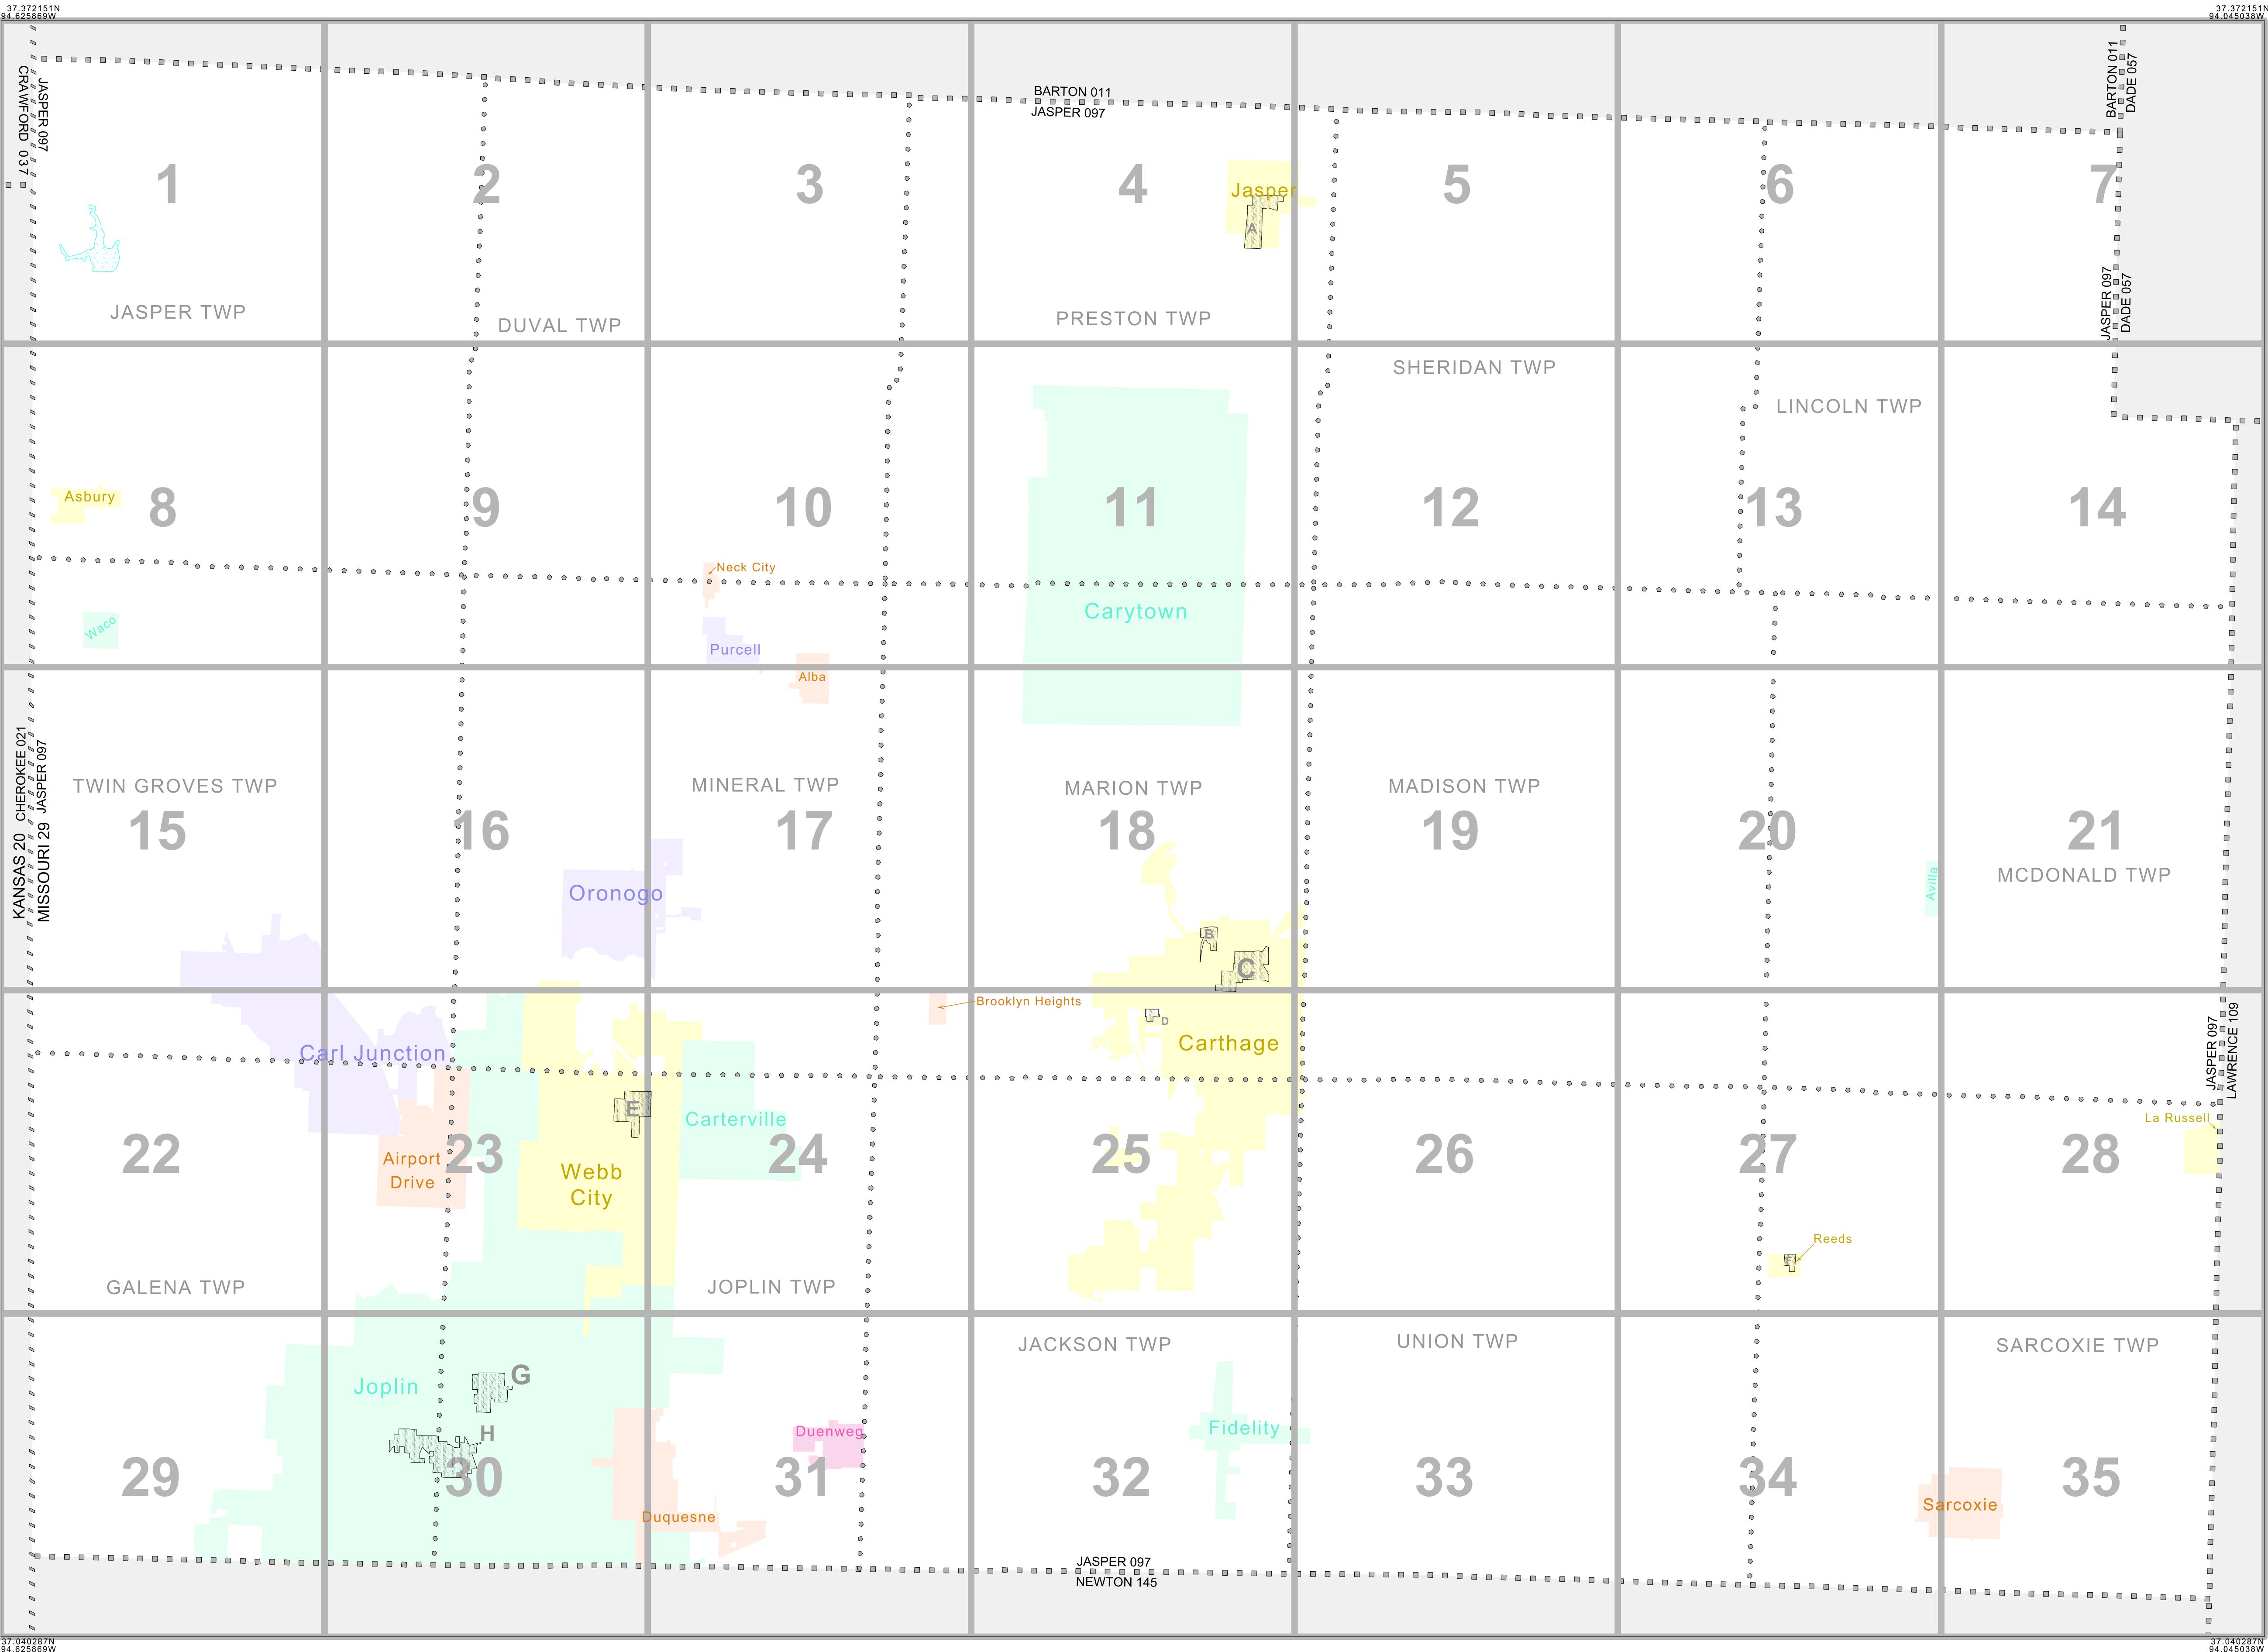 37.372151N
94.625869W
37.372151N
94.045038W
CRAWFORD 037
JASPER 097
BARTON 011
JASPER 097
BARTON 011
DADE 057
1
2
3
4
5
6
7
Jasper
A
JASPER 097
DADE 057
JASPER TWP
DUVAL TWP
PRESTON TWP
SHERIDAN TWP
LINCOLN TWP
Asbury
8
9
10
11
12
13
14
Neck City
Carytown
Waco
Purcell
Alba
KANSAS 20 CHEROKEE 021
MISSOURI 29 JASPER 097
TWIN GROVES TWP
MINERAL TWP
MARION TWP
MADISON TWP
15
16
17
18
19
20
21
MCDONALD TWP
Avilla
Oronogo
B
C
Brooklyn Heights
D
Carthage
Carl Junction
JASPER 097
LAWRENCE 109
E
Carterville
La Russell
22
Airport
Drive
23
Webb
City
24
25
26
27
28
Reeds
F
GALENA TWP
JOPLIN TWP
JACKSON TWP
UNION TWP
SARCOXIE TWP
G
Joplin
H
Duenweg
Fidelity
29
30
31
32
33
34
35
Sarcoxie
Duquesne
JASPER 097
NEWTON 145
37.040287N
94.625869W
37.040287N
94.045038W